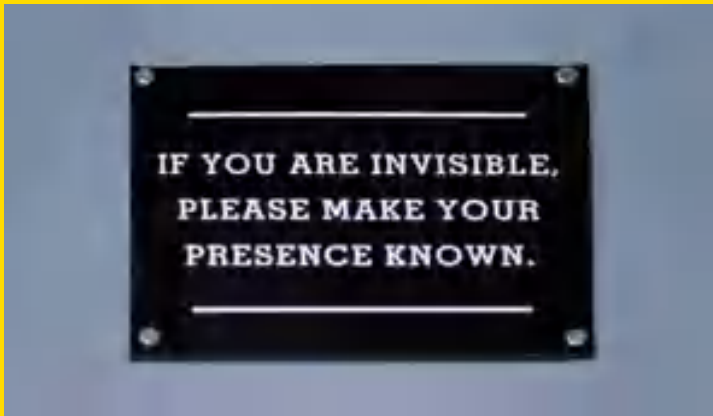 IF YOU ARE INVISIBLE,
PLEASE MAKE YOUR
PRESENCE KNOWN.